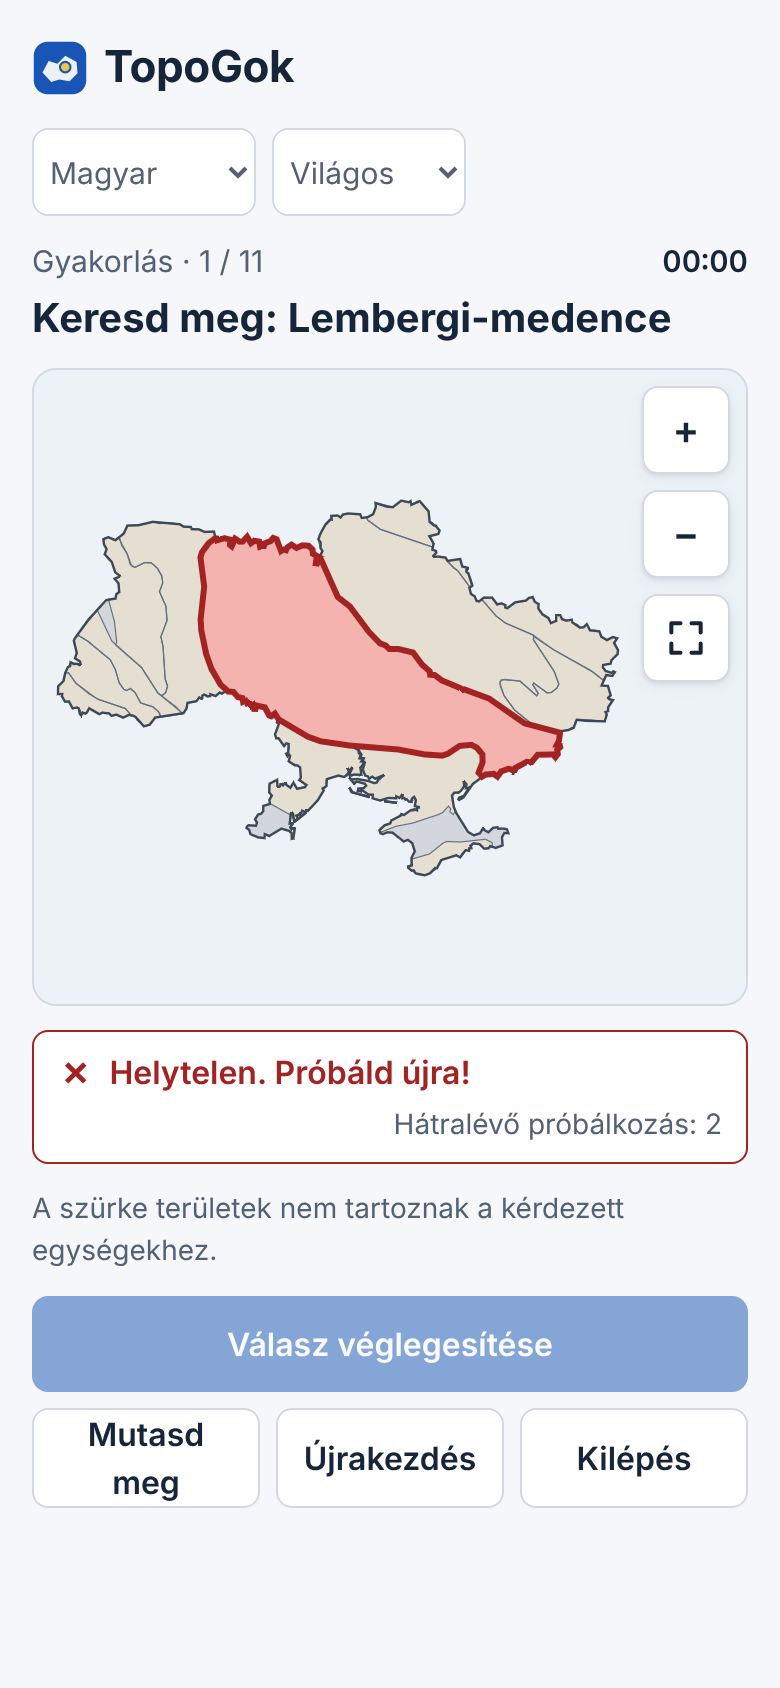 TopoGok
Magyar
Világos
Gyakorlás · 1 / 11
00:00
Keresd meg: Lembergi-medence
+
−
✕ Helytelen. Próbáld újra!
Hátralévő próbálkozás: 2
A szürke területek nem tartoznak a kérdezett
egységekhez.
Válasz véglegesítése
Mutasd
meg
Újrakezdés
Kilépés